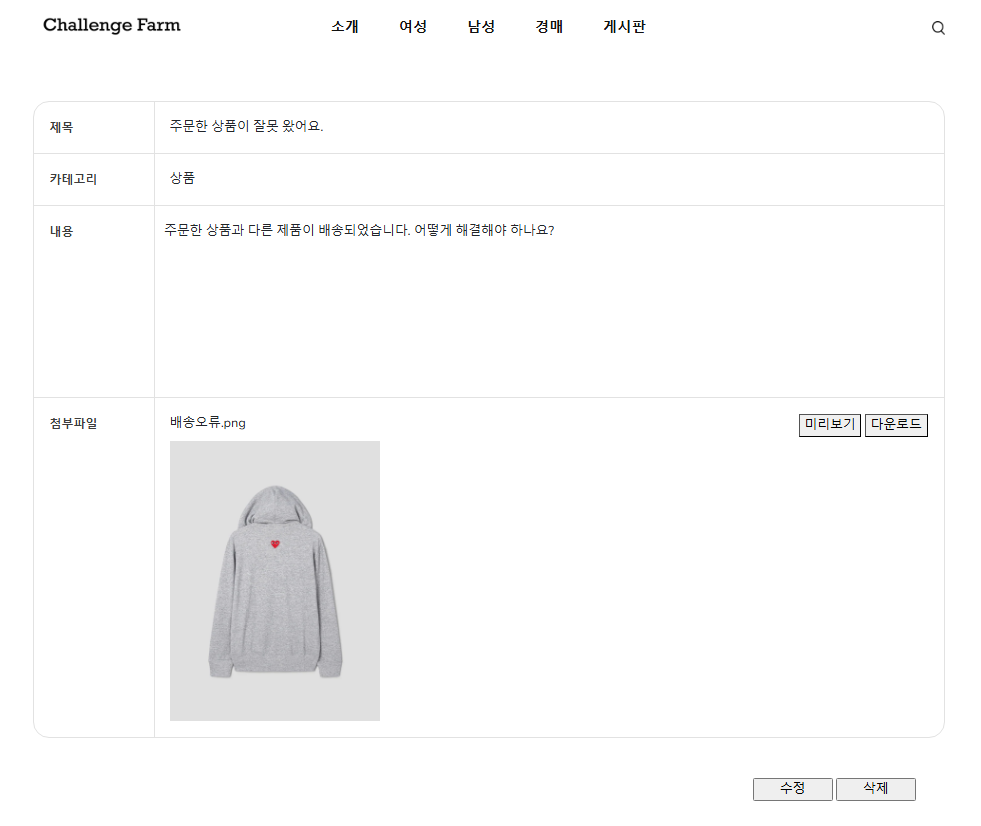 Challenge Farm 소개 여성 남성 경매 게시판
제목 주문한 상품이 잘못 왔어요.
카테고리 상품
내용 주문한 상품과 다른 제품이 배송되었습니다. 어떻게 해결해야 하나요?
첨부파일 배송오류.png 미리보기 다운로드
수정 삭제